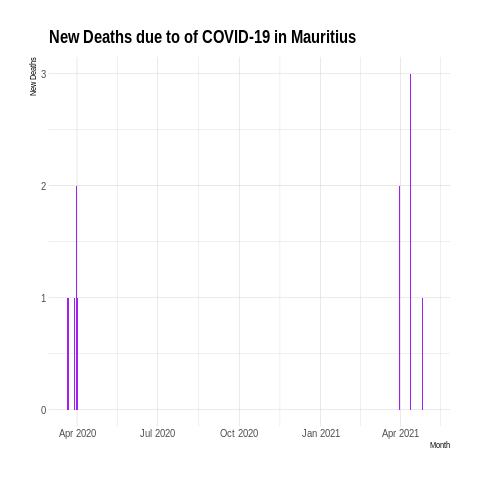 New Deaths due to of COVID-19 in Mauritius
New Deaths
3
2
1
0
Apr 2020
Jul 2020
Oct 2020
Jan 2021
Apr 2021
Month